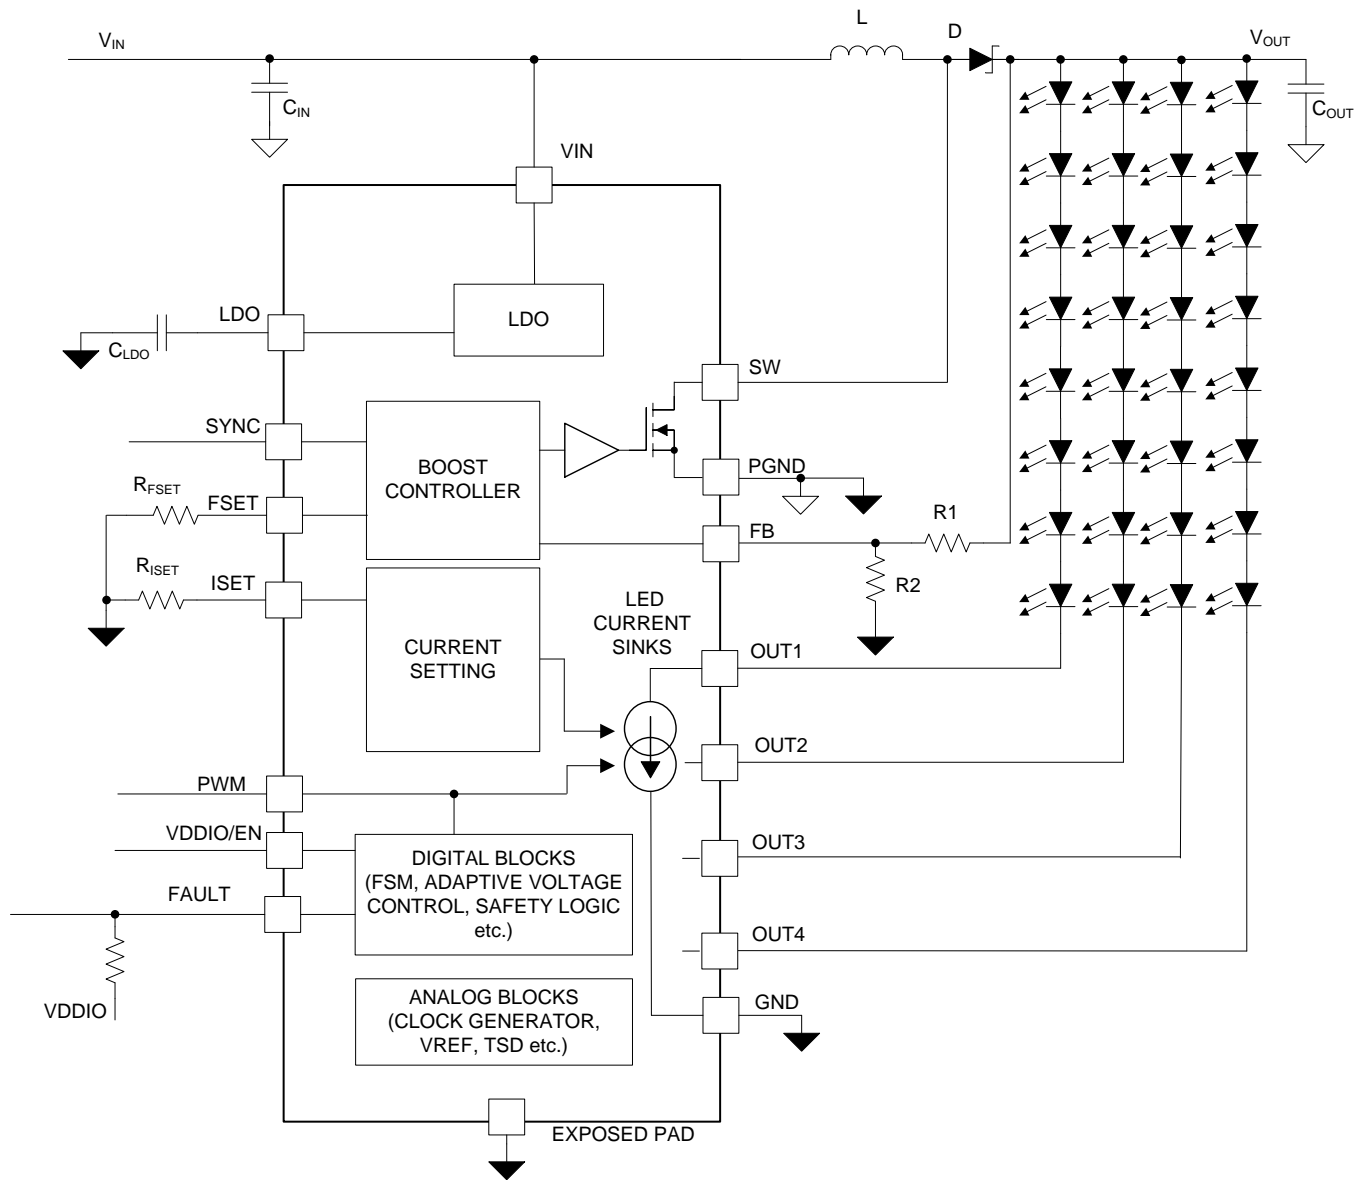 L
D
VIN
VOUT
CIN
COUT
VIN
LDO
LDO
CLDO
SW
SYNC
BOOST
CONTROLLER
PGND
RFSET
FSET
FB
R1
R2
RISET
ISET
LED
CURRENT
SINKS
CURRENT
SETTING
OUT1
OUT2
PWM
VDDIO/EN
DIGITAL BLOCKS
(FSM, ADAPTIVE VOLTAGE
CONTROL, SAFETY LOGIC
etc.)
OUT3
FAULT
OUT4
VDDIO
ANALOG BLOCKS
(CLOCK GENERATOR,
VREF, TSD etc.)
GND
EXPOSED PAD